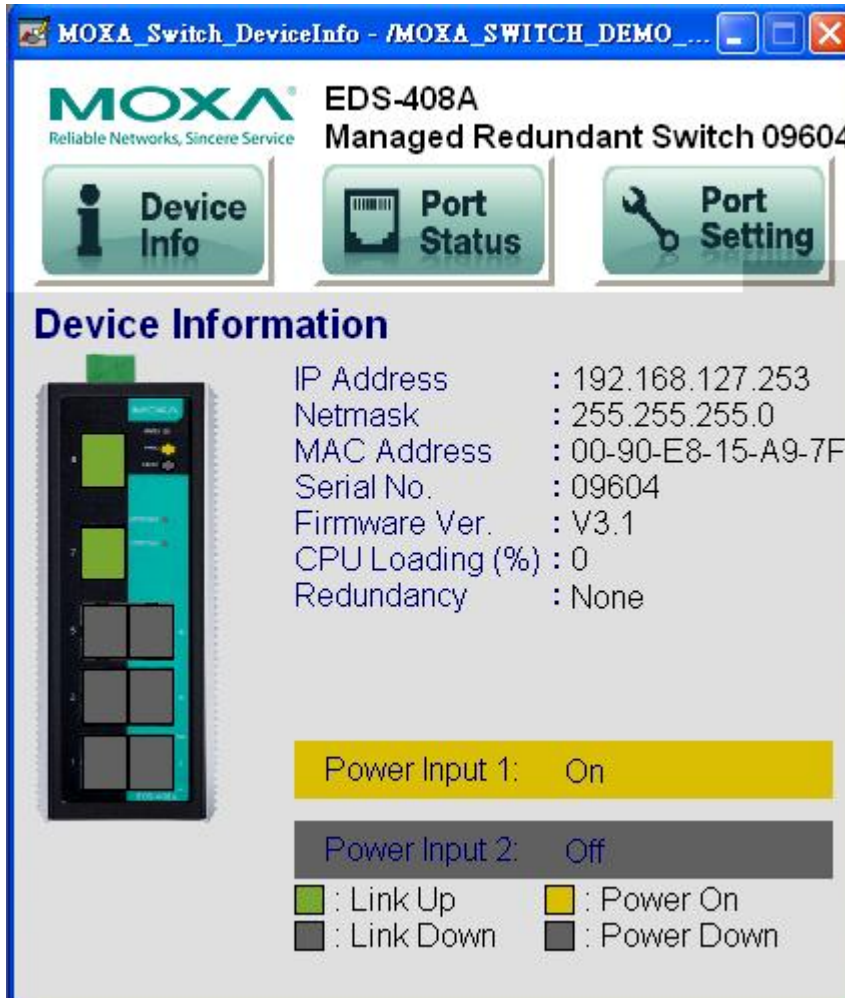 MOXA_Switch_DeviceInfo - /MOXA_SWITCH_DEMO_...
MOXA®
Reliable Networks, Sincere Service
EDS-408A
Managed Redundant Switch 09604
Device Info
Port Status
Port Setting
Device Information
IP Address : 192.168.127.253
Netmask : 255.255.255.0
MAC Address : 00-90-E8-15-A9-7F
Serial No. : 09604
Firmware Ver. : V3.1
CPU Loading (%) : 0
Redundancy : None
MOXA
EDS-408A
Power Input 1: On
Power Input 2: Off
: Link Up : Power On
: Link Down : Power Down